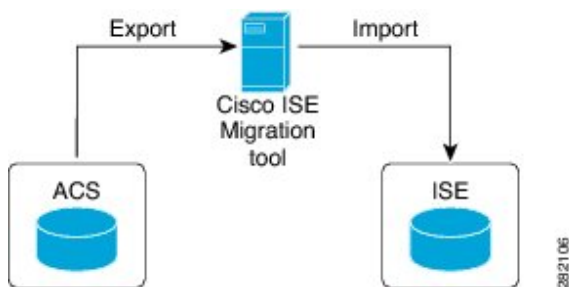 Export
Import
Cisco ISE
Migration
tool
ACS
ISE
282106